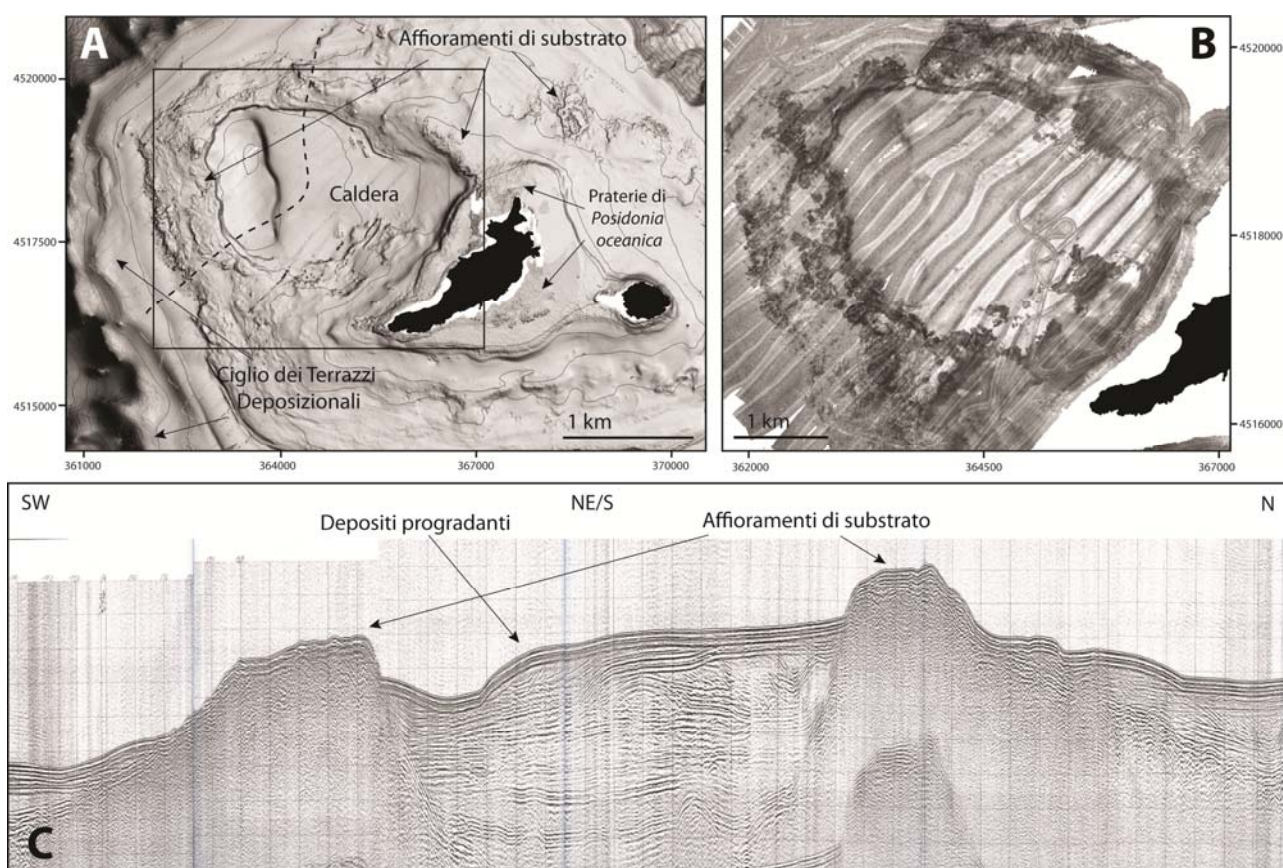 A
Affioramenti di substrato
B
4520000
4517500
4515000
Caldera
Praterie di
Posidonia
oceanica
Ciglio dei Terrazzi
Deposizionali
1 km
361000
364000
367000
370000
4520000
4518000
4516000
1 km
362000
364500
367000
SW
NE/S
N
Depositi progradanti
Affioramenti di substrato
C